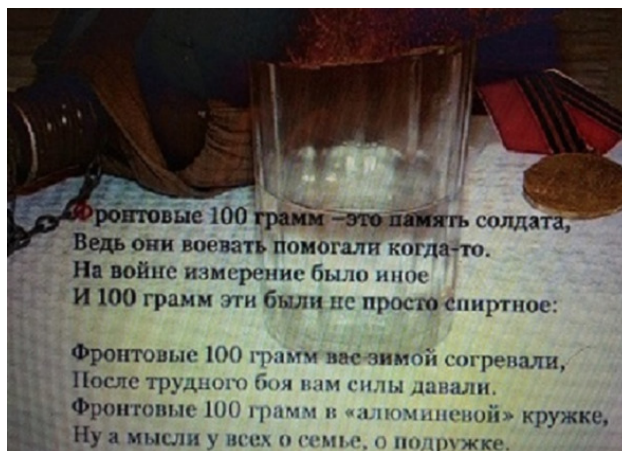 Фронтовые 100 грамм –это память солдата,
Ведь они воевать помогали когда-то.
На войне измерение было иное
И 100 грамм эти были не просто спиртное:
Фронтовые 100 грамм вас зимой согревали,
После трудного боя вам силы давали.
Фронтовые 100 грамм в «алюминевой» кружке,
Ну а мысли у всех о семье, о подружке.